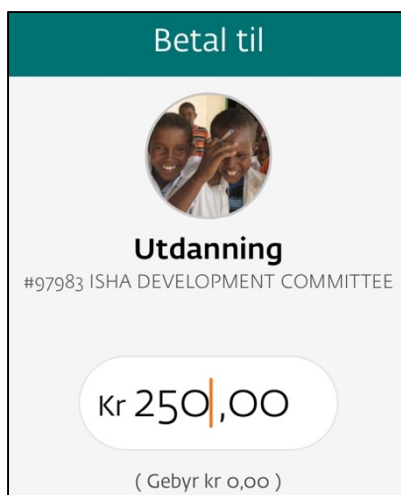 Betal til
Utdanning
#97983 ISHA DEVELOPMENT COMMITTEE
Kr 250,00
( Gebyr kr 0,00 )